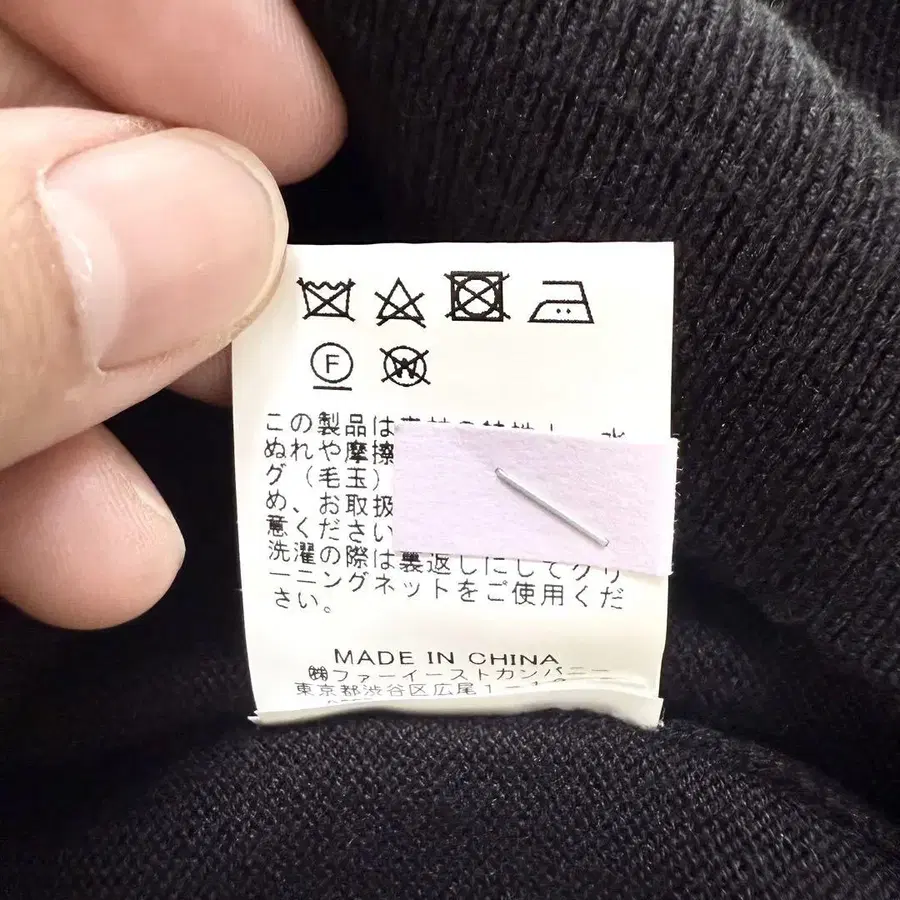 F
W
この製品は
ぬれや摩擦
グ（毛玉）
め、お取扱
意ください
洗濯の際は裏返しにしてクリ
ーニングネットをご使用くだ
さい。
MADE IN CHINA
㈱ファーイーストカンパニー
東京都渋谷区広尾1-